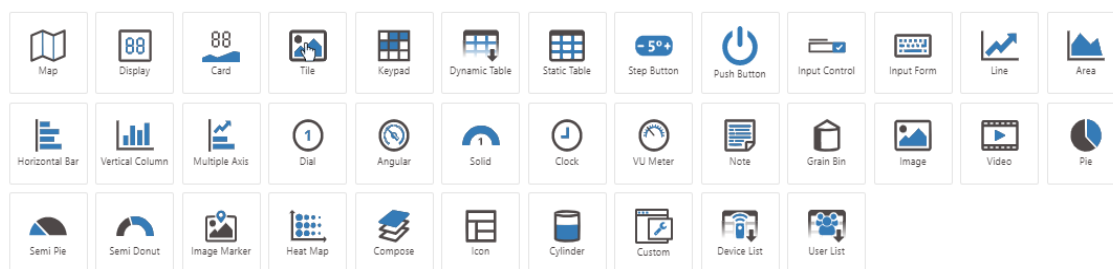 88
88
- 5º+
Map
Display
Card
Tile
Keypad
Dynamic Table
Static Table
Step Button
Push Button
Input Control
Input Form
Line
Area
1
1
Horizontal Bar
Vertical Column
Multiple Axis
Dial
Angular
Solid
Clock
VU Meter
Note
Grain Bin
Image
Video
Pie
Semi Pie
Semi Donut
Image Marker
Heat Map
Compose
Icon
Cylinder
Custom
Device List
User List